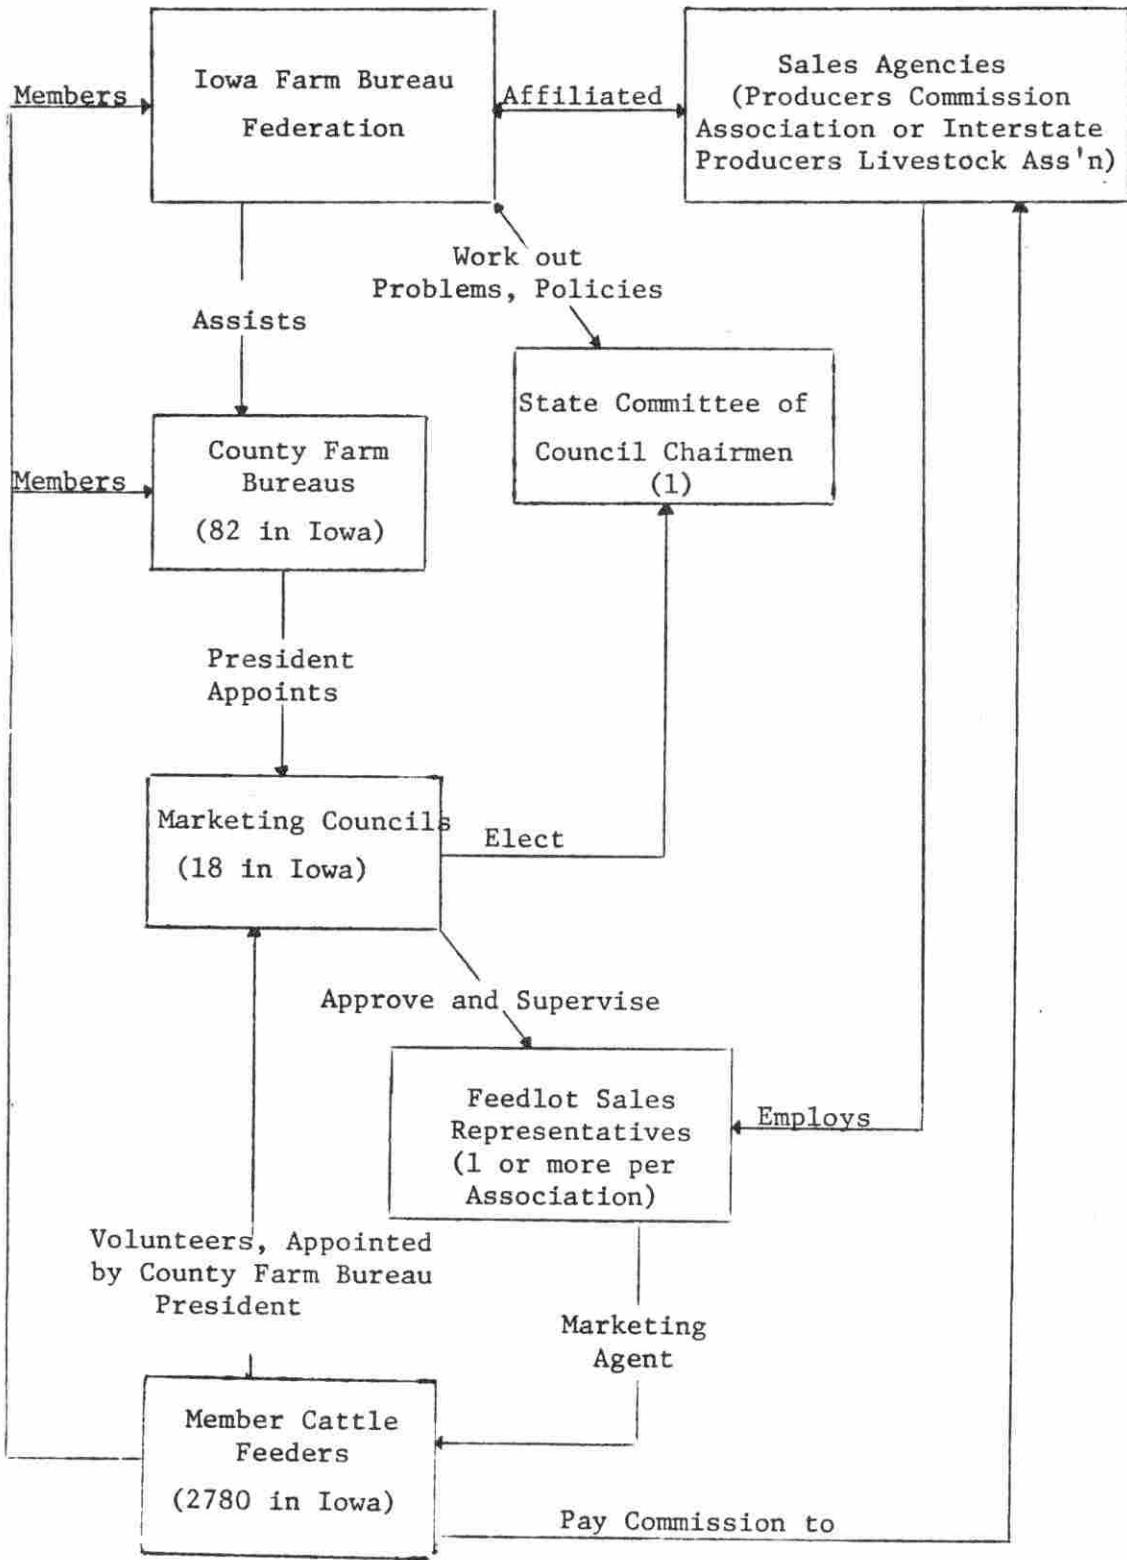 Members
Iowa Farm Bureau
Federation
Affiliated
Sales Agencies
(Producers Commission
Association or Interstate
Producers Livestock Ass'n)
Work out
Problems, Policies
Assists
State Committee of
Council Chairmen
(1)
Members
County Farm
Bureaus
(82 in Iowa)
President
Appoints
Marketing Councils
(18 in Iowa)
Elect
Approve and Supervise
Feedlot Sales
Representatives
(1 or more per
Association)
Employs
Volunteers, Appointed
by County Farm Bureau
President
Marketing
Agent
Member Cattle
Feeders
(2780 in Iowa)
Pay Commission to